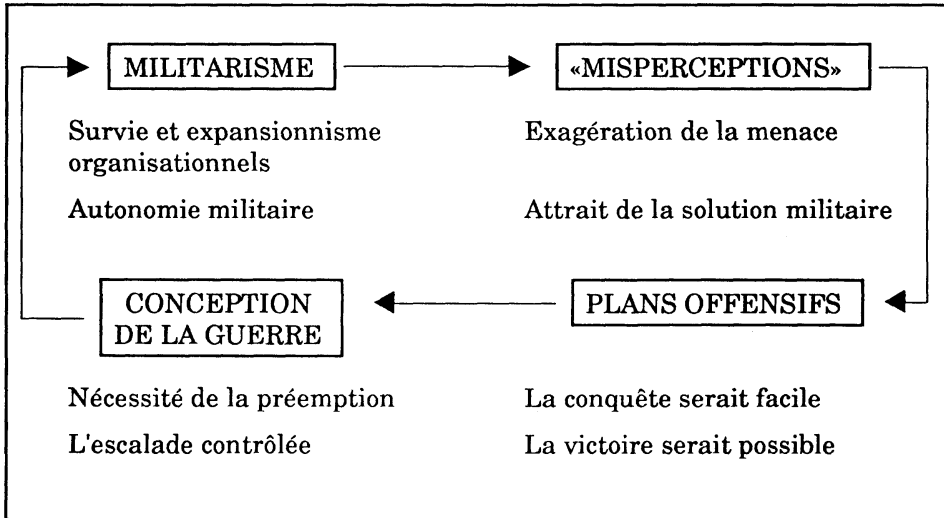 MILITARISME
«MISPERCEPTIONS»
Survie et expansionnisme
organisationnels
Exagération de la menace
Autonomie militaire
Attrait de la solution militaire
CONCEPTION
DE LA GUERRE
PLANS OFFENSIFS
Nécessité de la préemption
La conquête serait facile
L'escalade contrôlée
La victoire serait possible